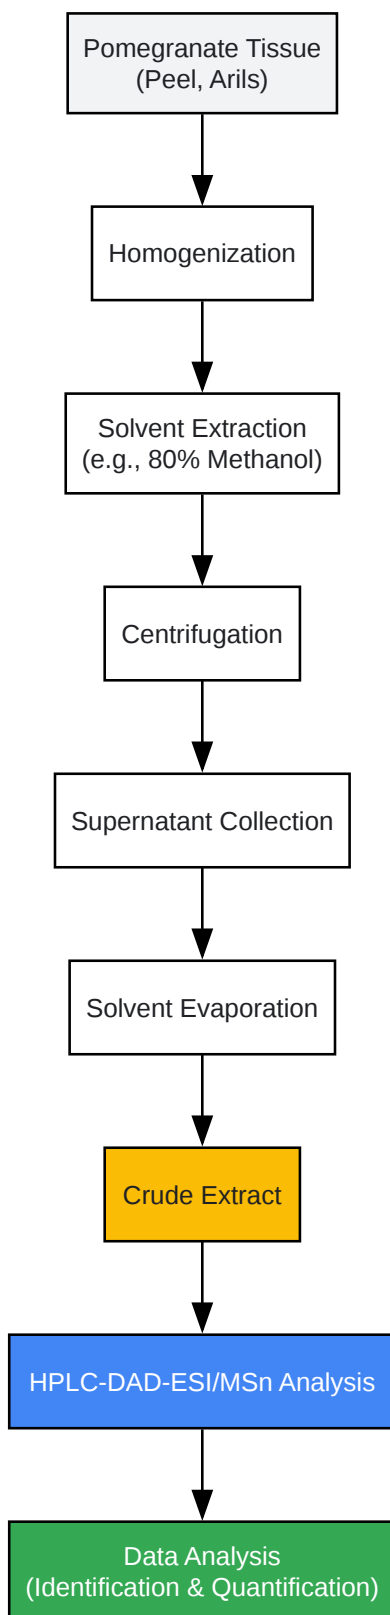 Pomegranate Tissue
(Peel, Arils)
Homogenization
Solvent Extraction
(e.g., 80% Methanol)
Centrifugation
Supernatant Collection
Solvent Evaporation
Crude Extract
HPLC-DAD-ESI/MSn Analysis
Data Analysis
(Identification & Quantification)